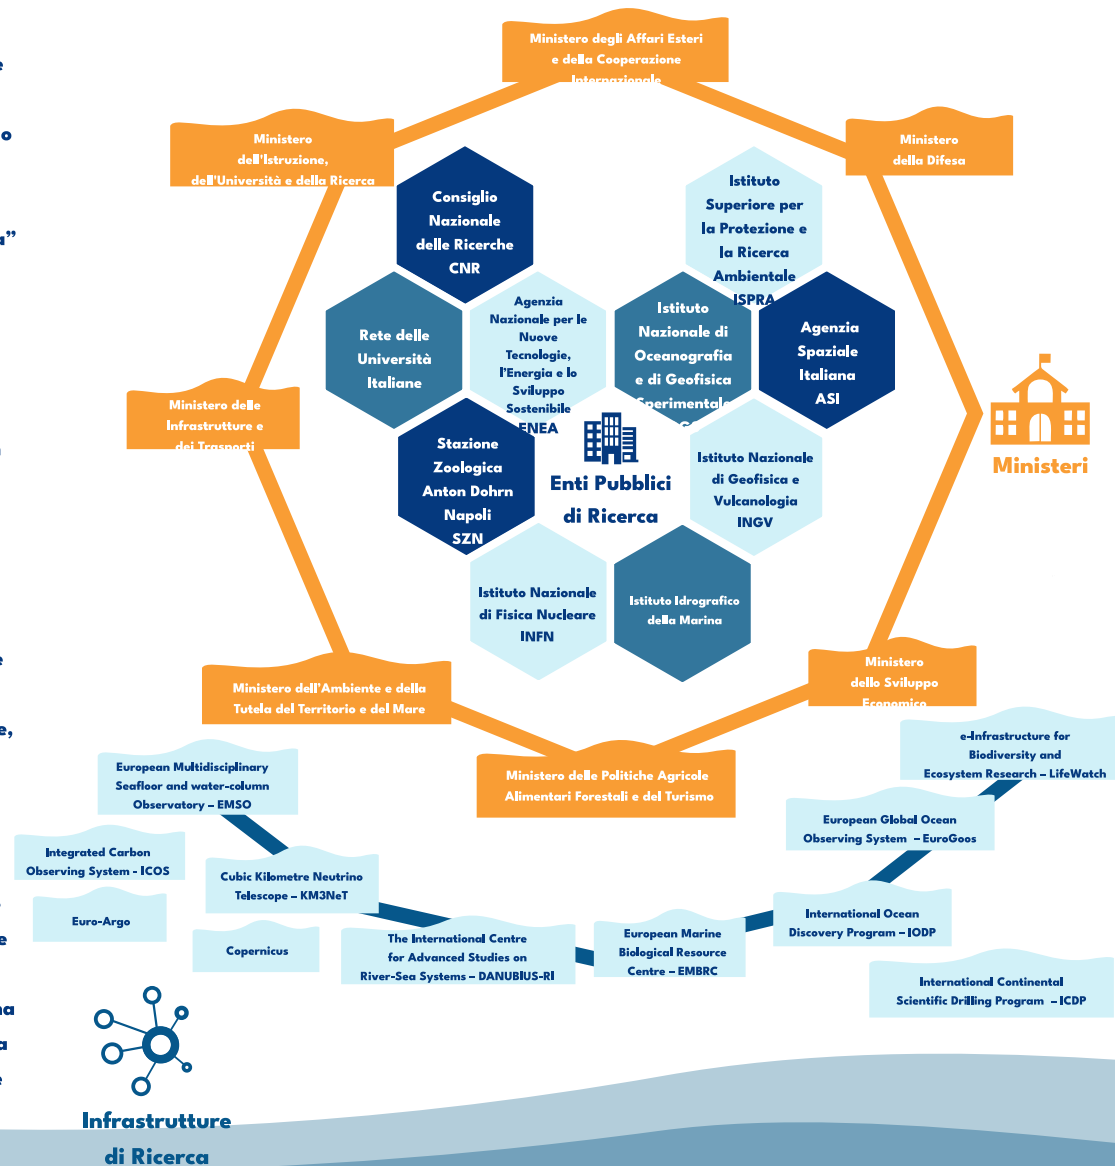 Ministero degli Affari Esteri
e della Cooperazione
Internazionale
Ministero
dell'Istruzione,
dell'Università e della Ricerca
Ministero
della Difesa
Consiglio
Nazionale
delle Ricerche
CNR
Istituto
Superiore per
la Protezione e
la Ricerca
Ambientale
ISPRA
Rete delle
Università
Italiane
Agenzia
Nazionale per le
Nuove
Tecnologie,
l'Energia e lo
Sviluppo
Sostenibile
ENEA
Istituto
Nazionale di
Oceanografia
e di Geofisica
Sperimentale
Agenzia
Spaziale
Italiana
ASI
Ministero delle
Infrastrutture e
dei Trasporti
Stazione
Zoologica
Anton Dohrn
Napoli
SZN
Enti Pubblici
di Ricerca
Istituto Nazionale
di Geofisica e
Vulcanologia
INGV
Ministeri
Istituto Nazionale
di Fisica Nucleare
INFN
Istituto Idrografico
della Marina
Ministero dell'Ambiente e della
Tutela del Territorio e del Mare
Ministero
dello Sviluppo
Economico
Ministero delle Politiche Agricole
Alimentari Forestali e del Turismo
European Multidisciplinary
Seafloor and water-column
Observatory – EMSO
e-Infrastructure for
Biodiversity and
Ecosystem Research – LifeWatch
European Global Ocean
Observing System – EuroGoos
Integrated Carbon
Observing System - ICOS
Cubic Kilometre Neutrino
Telescope – KM3NeT
Euro-Argo
Copernicus
The International Centre
for Advanced Studies on
River-Sea Systems – DANUBIUS-RI
European Marine
Biological Resource
Centre – EMBRC
International Ocean
Discovery Program – IODP
International Continental
Scientific Drilling Program – ICDP
Infrastrutture
di Ricerca